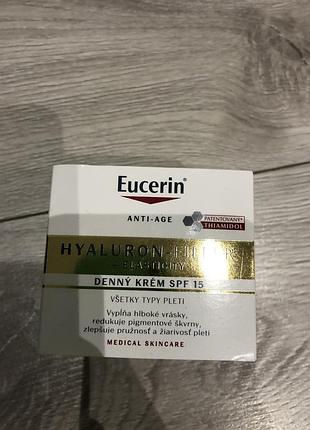 Eucerin®
ANTI-AGE
PATENTOVANÝ
THIAMIDOL
HYALURON-FILLER
ELASTICITY
DENNÝ KRÉM SPF 15
VŠETKY TYPY PLETI
Vypĺňa hlboké vrásky,
redukuje pigmentové škvrny,
zlepšuje pružnosť a žiarivosť pleti
MEDICAL SKINCARE